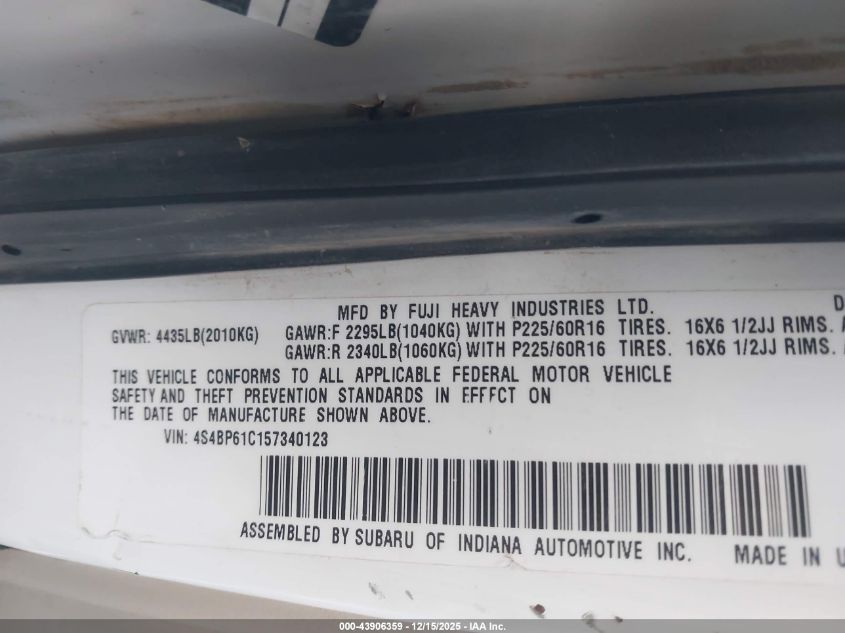 MFD BY FUJI HEAVY INDUSTRIES LTD. D
GVWR: 4435LB(2010KG) GAWR:F 2295LB(1040KG) WITH P225/60R16 TIRES. 16X6 1/2JJ RIMS. A
GAWR:R 2340LB(1060KG) WITH P225/60R16 TIRES. 16X6 1/2JJ RIMS.
THIS VEHICLE CONFORMS TO ALL APPLICABLE FEDERAL MOTOR VEHICLE
SAFETY AND THEFT PREVENTION STANDARDS IN EFFECT ON
THE DATE OF MANUFACTURE SHOWN ABOVE.
VIN: 4S4BP61C157340123
ASSEMBLED BY SUBARU OF INDIANA AUTOMOTIVE INC. MADE IN U
000-43906359 - 12/15/2025 - IAA Inc.